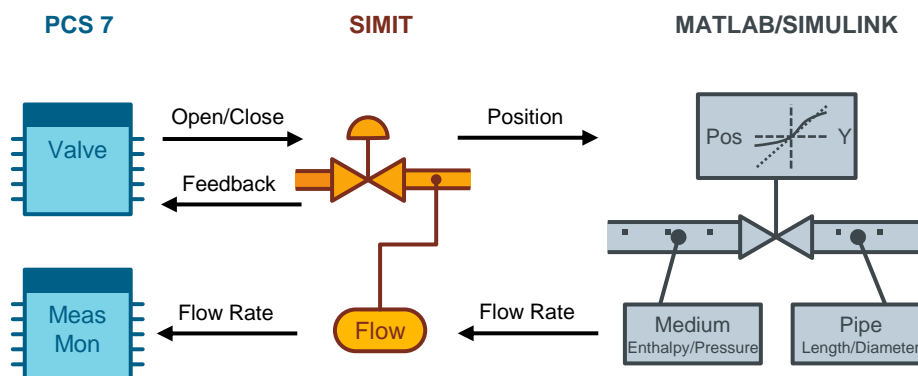 PCS 7
SIMIT
MATLAB/SIMULINK
Open/Close
Position
Valve
Pos
Y
Feedback
Meas
Mon
Flow Rate
Flow
Flow Rate
Medium
Enthalpy/Pressure
Pipe
Length/Diameter